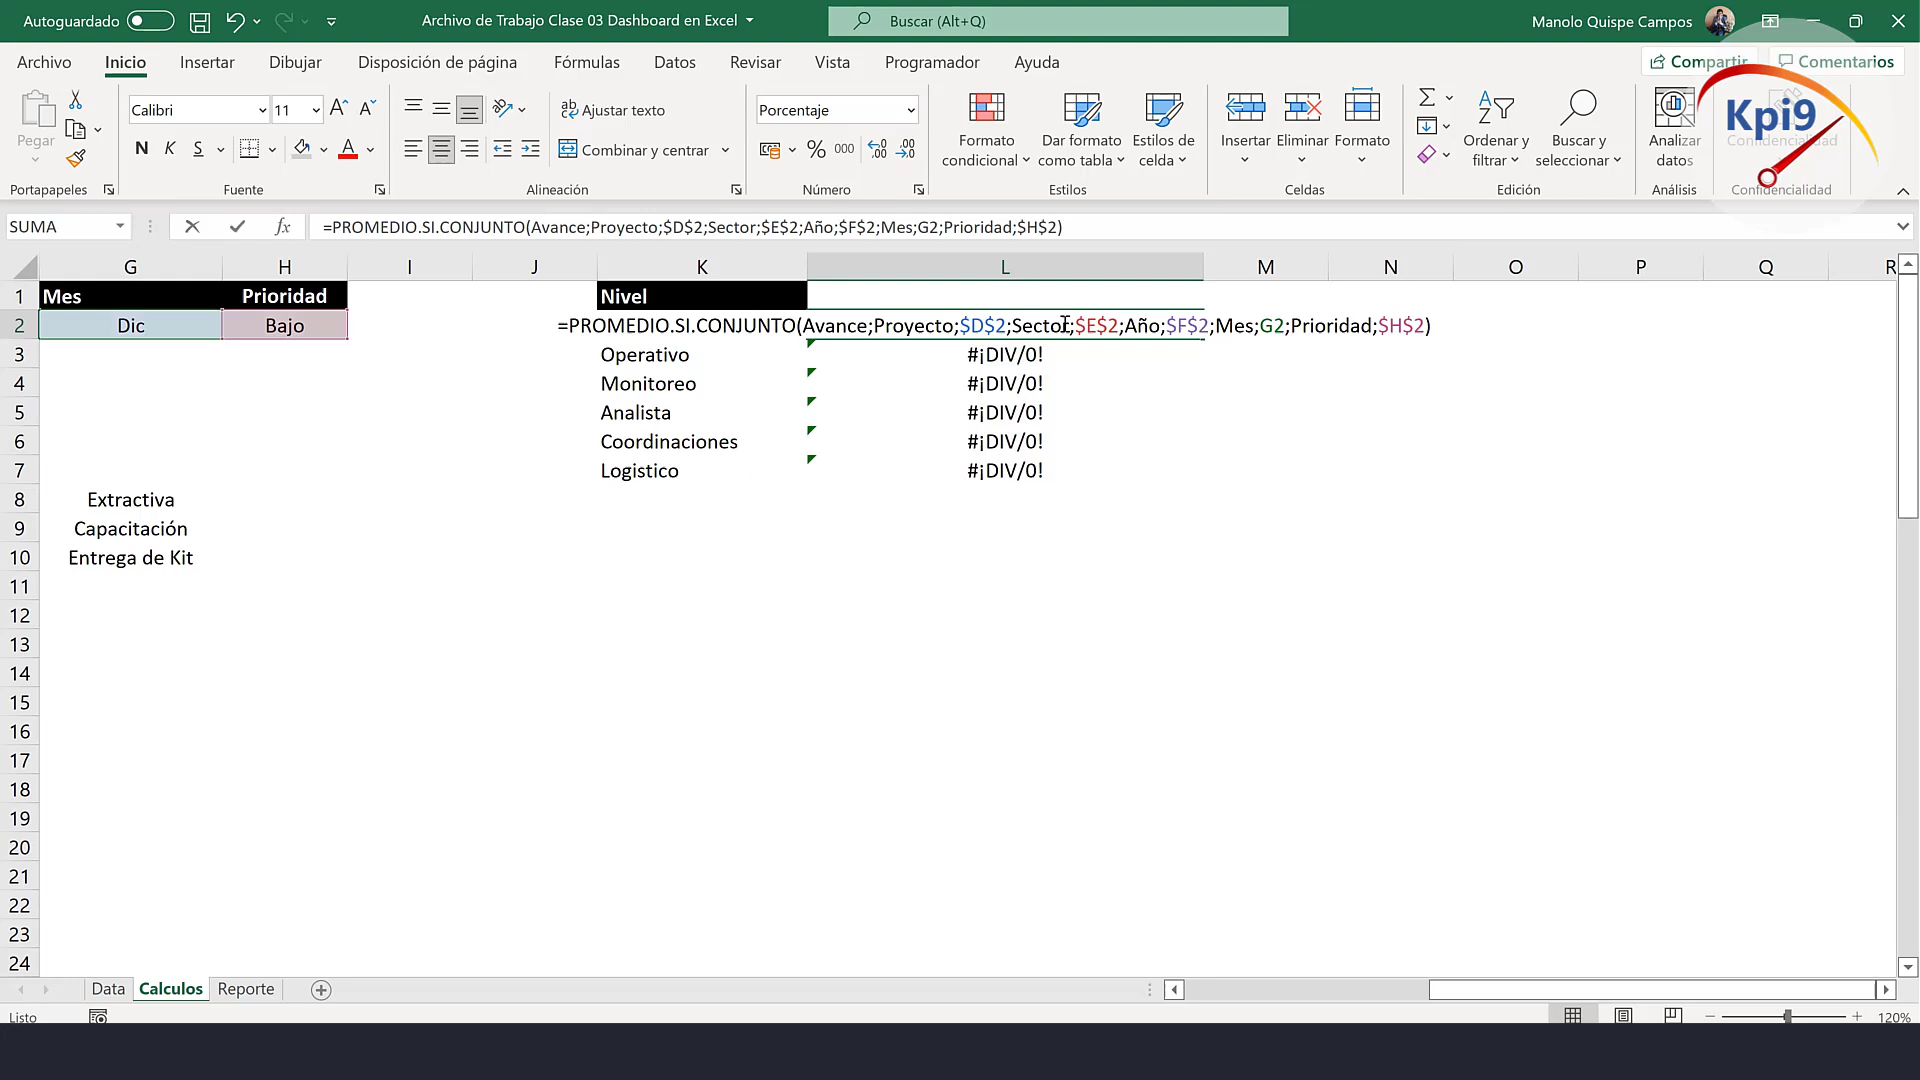 Autoguardado
Archivo de Trabajo Clase 03 Dashboard en Excel
Buscar (Alt+Q)
Manolo Quispe Campos
Archivo Inicio Insertar Dibujar Disposición de página Fórmulas Datos Revisar Vista Programador Ayuda
Compartir Comentarios
Pegar
Calibri 11
N K S
Ajustar texto
Combinar y centrar
Porcentaje
% 000
Formato condicional
Dar formato como tabla
Estilos de celda
Insertar Eliminar Formato
Ordenar y filtrar
Buscar y seleccionar
Analizar datos
Kpi9
Confidencialidad
Portapapeles Fuente Alineación Número Estilos Celdas Edición Análisis Confidencialidad
SUMA fx =PROMEDIO.SI.CONJUNTO(Avance;Proyecto;$D$2;Sector;$E$2;Año;$F$2;Mes;G2;Prioridad;$H$2)
G H I J K L M N O P Q R
1 Mes Prioridad Nivel
2 Dic Bajo =PROMEDIO.SI.CONJUNTO(Avance;Proyecto;$D$2;Sector;$E$2;Año;$F$2;Mes;G2;Prioridad;$H$2)
3 Operativo #¡DIV/0!
4 Monitoreo #¡DIV/0!
5 Analista #¡DIV/0!
6 Coordinaciones #¡DIV/0!
7 Logistico #¡DIV/0!
8 Extractiva
9 Capacitación
10 Entrega de Kit
11
12
13
14
15
16
17
18
19
20
21
22
23
24
Data Calculos Reporte
Listo
120%